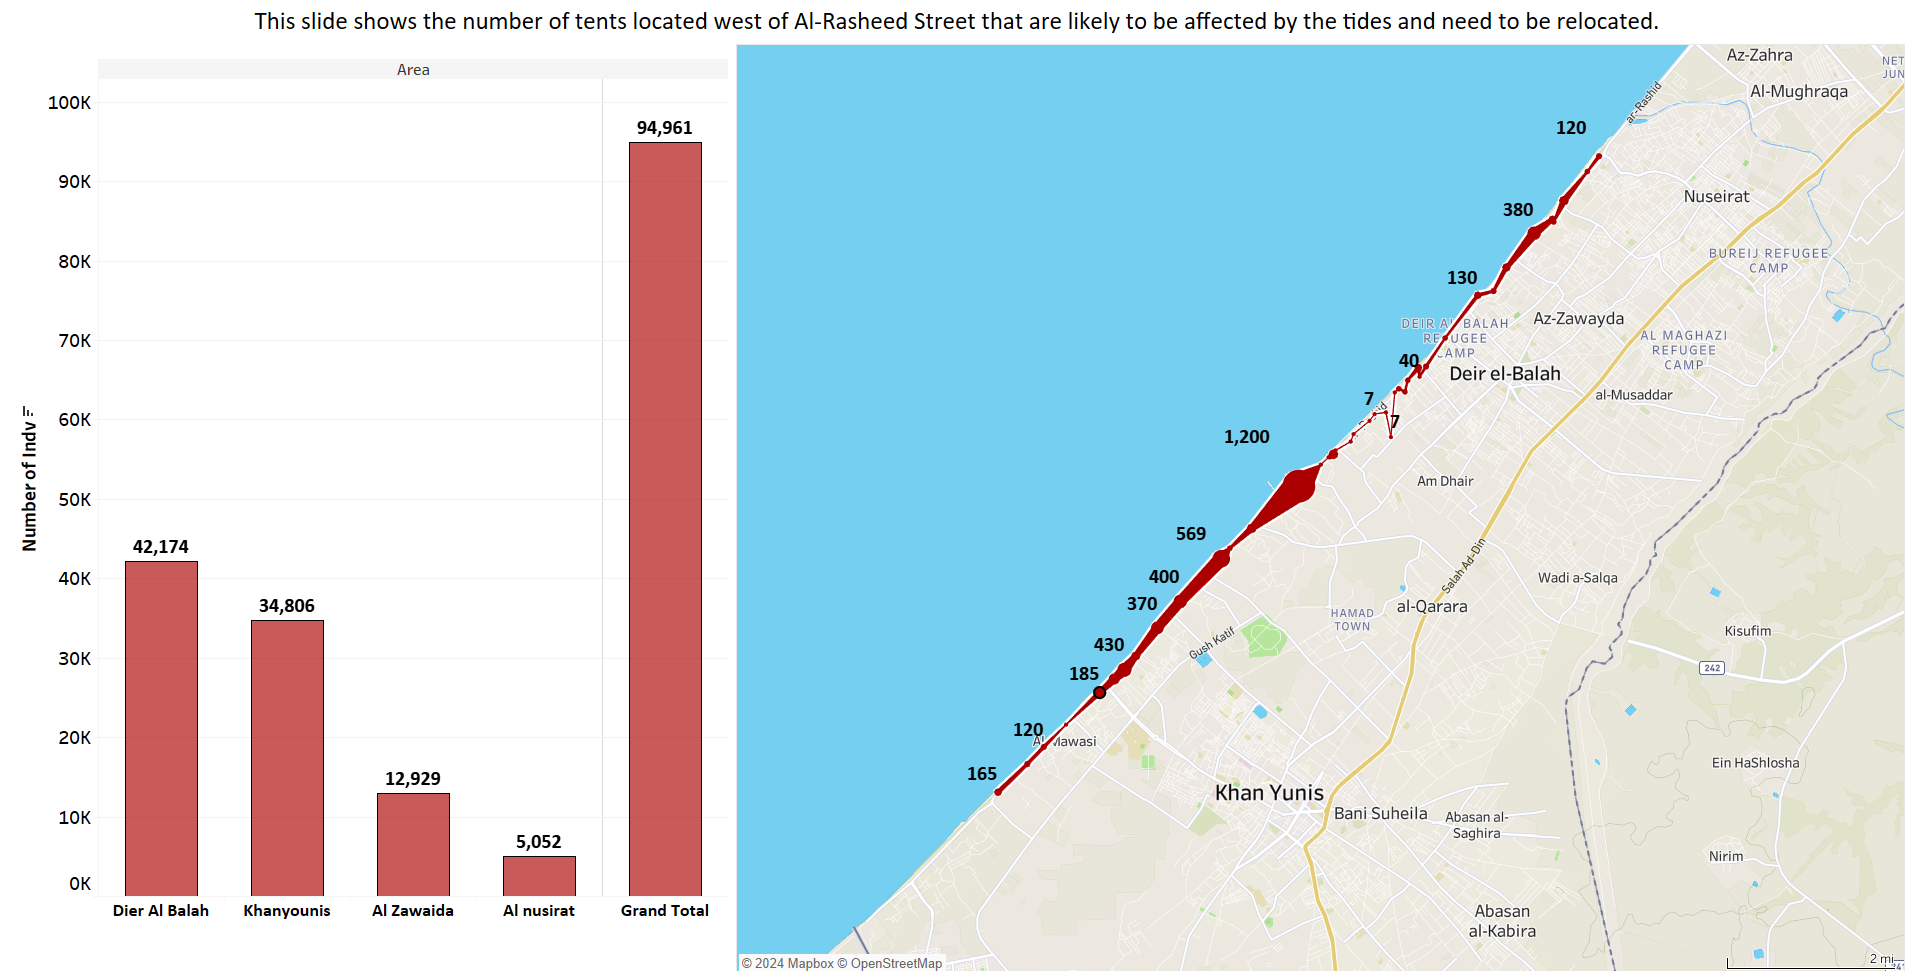 This slide shows the number of tents located west of Al-Rasheed Street that are likely to be affected by the tides and need to be relocated.
Area
Number of Indv
100K
90K
80K
70K
60K
50K
40K
30K
20K
10K
0K
42,174
34,806
12,929
5,052
94,961
Dier Al Balah
Khanyounis
Al Zawaida
Al nusirat
Grand Total
Az-Zahra
Al-Mughraqa
ar-Rashid
120
Nuseirat
380
BUREIJ REFUGEE
CAMP
130
Az-Zawayda
DEIR AL BALAH
REFUGEE
CAMP
AL MAGHAZI
REFUGEE
CAMP
40
Deir el-Balah
al-Musaddar
7
7
1,200
Am Dhair
569
Salah Ad-Din
Wadi a-Salqa
400
370
al-Qarara
HAMAD
TOWN
Gush Katif
Kisufim
430
242
185
120
Al-Mawasi
165
Ein HaShlosha
Khan Yunis
Bani Suheila
Abasan al-
Saghira
Nirim
Abasan
al-Kabira
© 2024 Mapbox © OpenStreetMap
2 mi